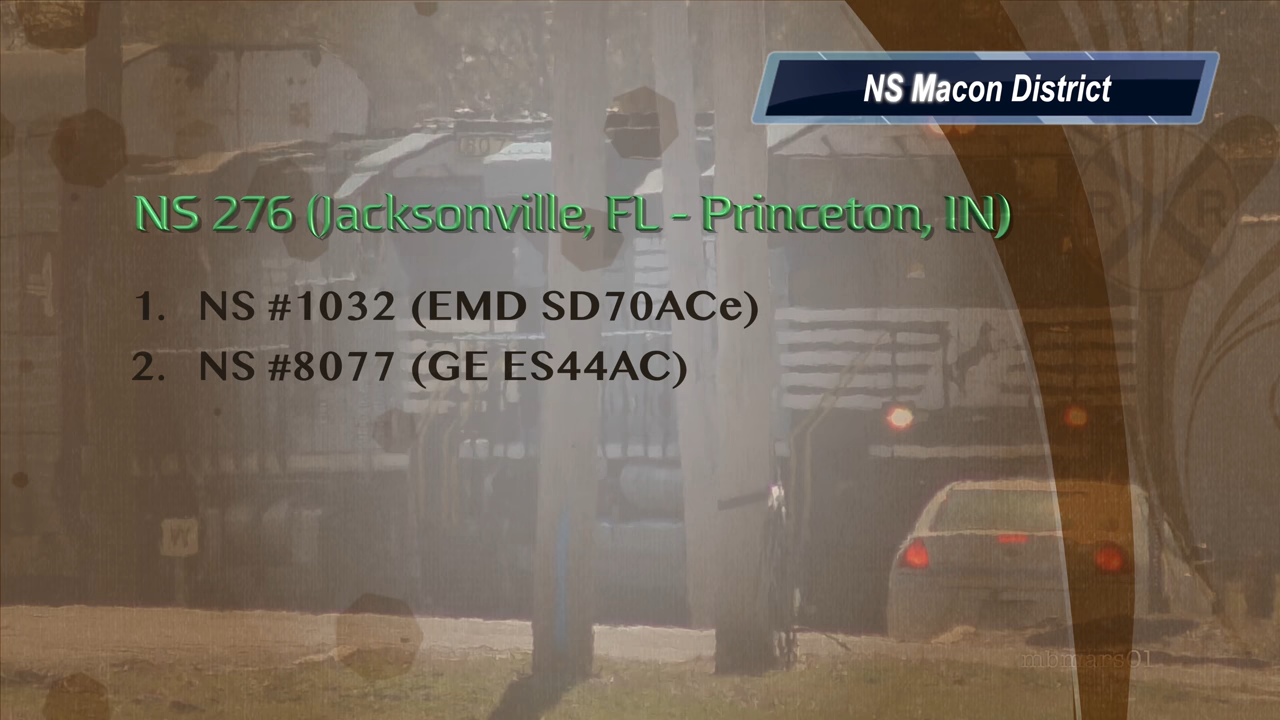 NS Macon District
NS 276 (Jacksonville, FL - Princeton, IN)
1. NS #1032 (EMD SD70ACe)
2. NS #8077 (GE ES44AC)
R R
W
mbmars01